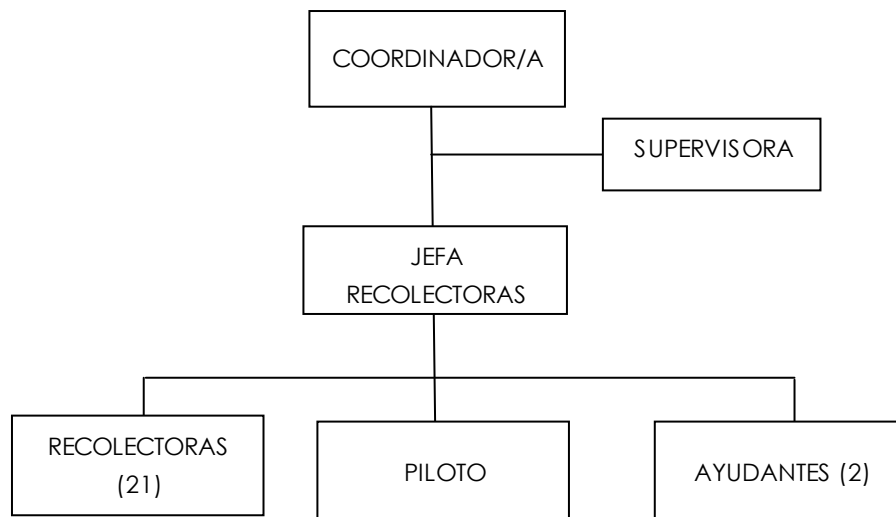 COORDINADOR/A
SUPERVISORA
JEFA
RECOLECTORAS
RECOLECTORAS
(21)
PILOTO
AYUDANTES (2)